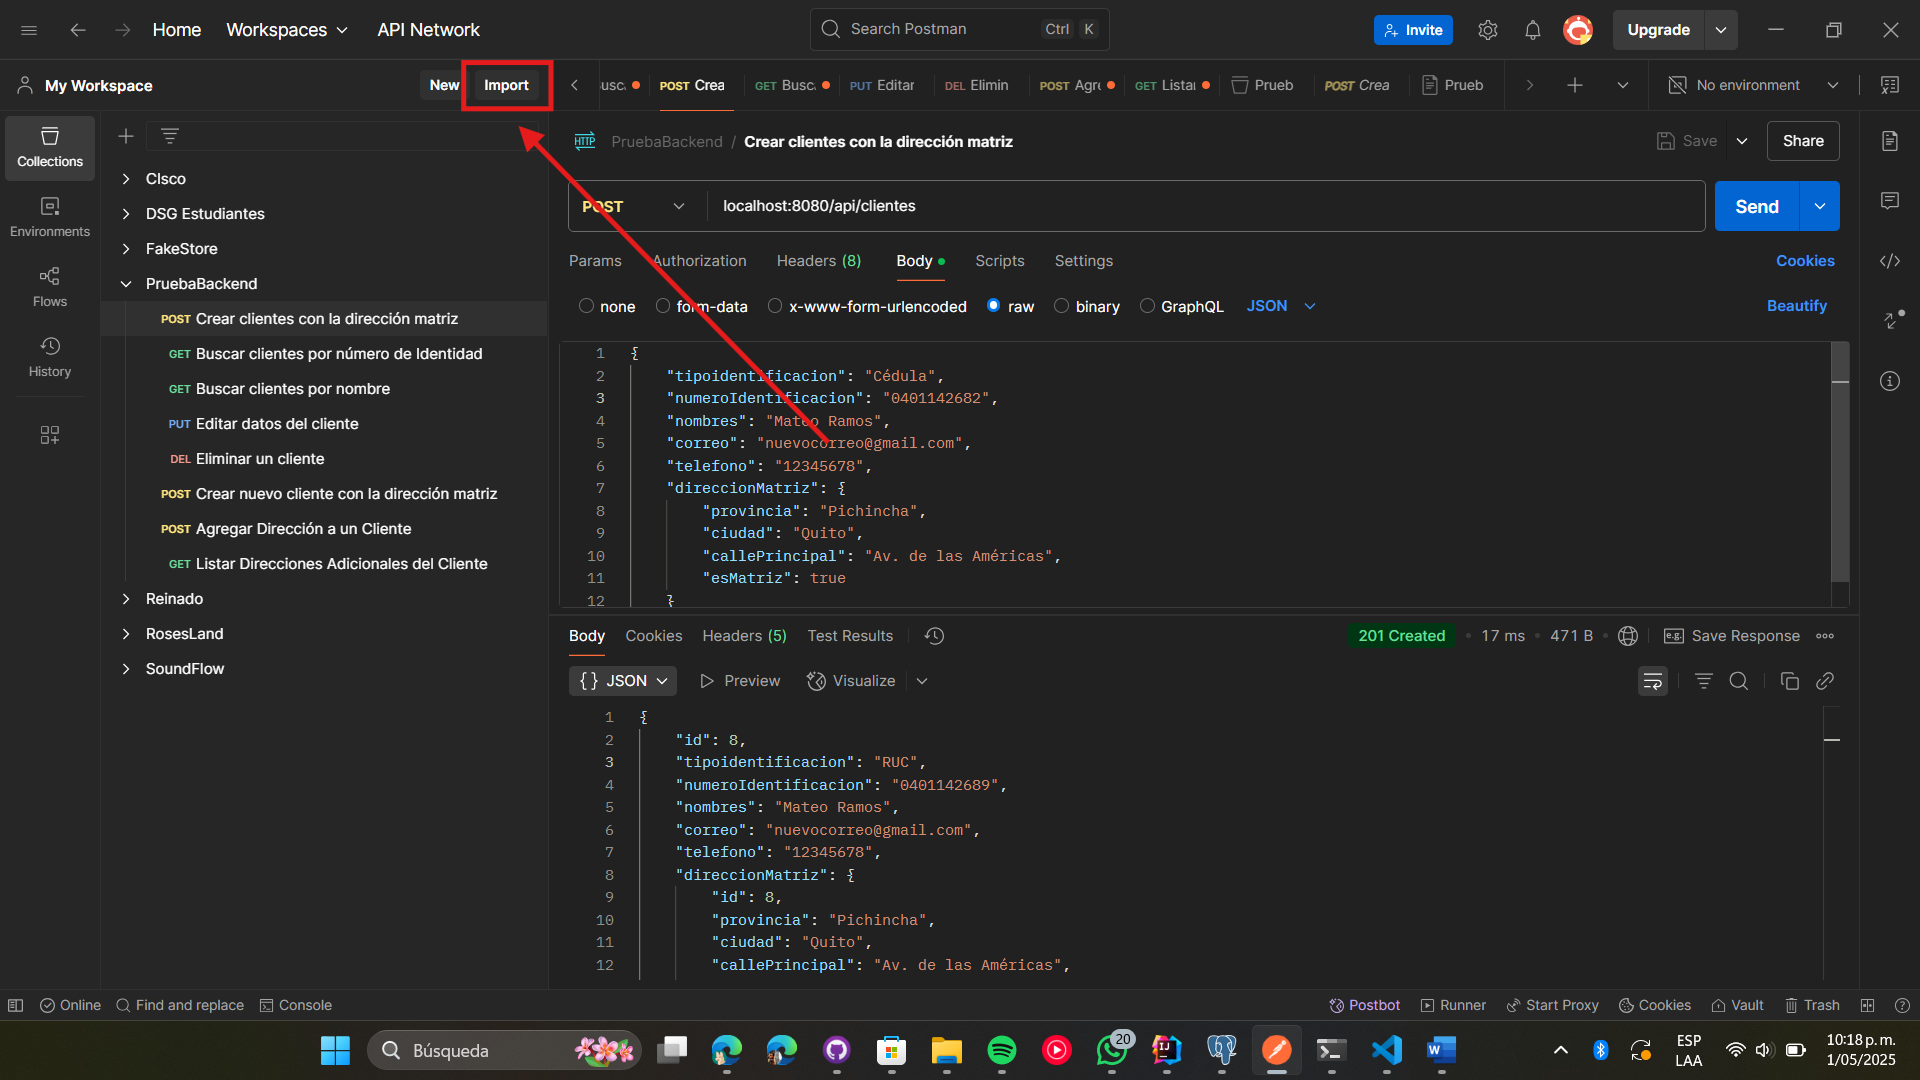 Home Workspaces API Network Search Postman Ctrl K Invite Upgrade
My Workspace New Import POST Crea GET Busc PUT Editar DEL Elimin POST Agre GET Lista Prueb POST Crea Prueb No environment
PruebaBackend / Crear clientes con la dirección matriz Save Share
Collections
Environments
Flows
History
CIsco
DSG Estudiantes
FakeStore
PruebaBackend
POST Crear clientes con la dirección matriz
GET Buscar clientes por número de Identidad
GET Buscar clientes por nombre
PUT Editar datos del cliente
DEL Eliminar un cliente
POST Crear nuevo cliente con la dirección matriz
POST Agregar Dirección a un Cliente
GET Listar Direcciones Adicionales del Cliente
Reinado
RosesLand
SoundFlow
POST localhost:8080/api/clientes Send
Params Authorization Headers (8) Body Scripts Settings Cookies
none form-data x-www-form-urlencoded raw binary GraphQL JSON Beautify
1 {
2 "tipoidentificacion": "Cédula",
3 "numeroIdentificacion": "0401142682",
4 "nombres": "Mateo Ramos",
5 "correo": "nuevocorreo@gmail.com",
6 "telefono": "12345678",
7 "direccionMatriz": {
8 "provincia": "Pichincha",
9 "ciudad": "Quito",
10 "callePrincipal": "Av. de las Américas",
11 "esMatriz": true
12 }
Body Cookies Headers (5) Test Results 201 Created 17 ms 471 B e.g. Save Response
{} JSON Preview Visualize
1 {
2 "id": 8,
3 "tipoidentificacion": "RUC",
4 "numeroIdentificacion": "0401142689",
5 "nombres": "Mateo Ramos",
6 "correo": "nuevocorreo@gmail.com",
7 "telefono": "12345678",
8 "direccionMatriz": {
9 "id": 8,
10 "provincia": "Pichincha",
11 "ciudad": "Quito",
12 "callePrincipal": "Av. de las Américas",
Online Find and replace Console Postbot Runner Start Proxy Cookies Vault Trash
Búsqueda 20 ESP 10:18 p. m.
LAA 1/05/2025